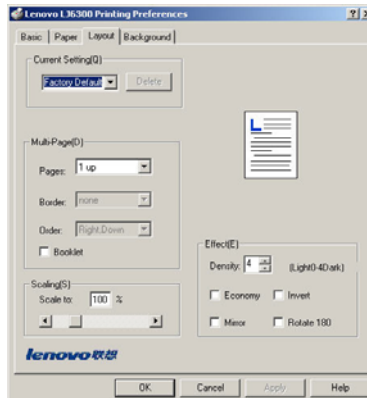 Lenovo LJ6300 Printing Preferences
Basic Paper Layout Background
Current Setting(Q)
Factory Default Delete
Multi-Page(D)
Pages: 1 up
Border: none
Order: Right.Down
Booklet
Scaling(S)
Scale to: 100 %
Effect(E)
Density: 4 (Light0-4Dark)
Economy Invert
Mirror Rotate 180
lenovo联想
OK Cancel Apply Help